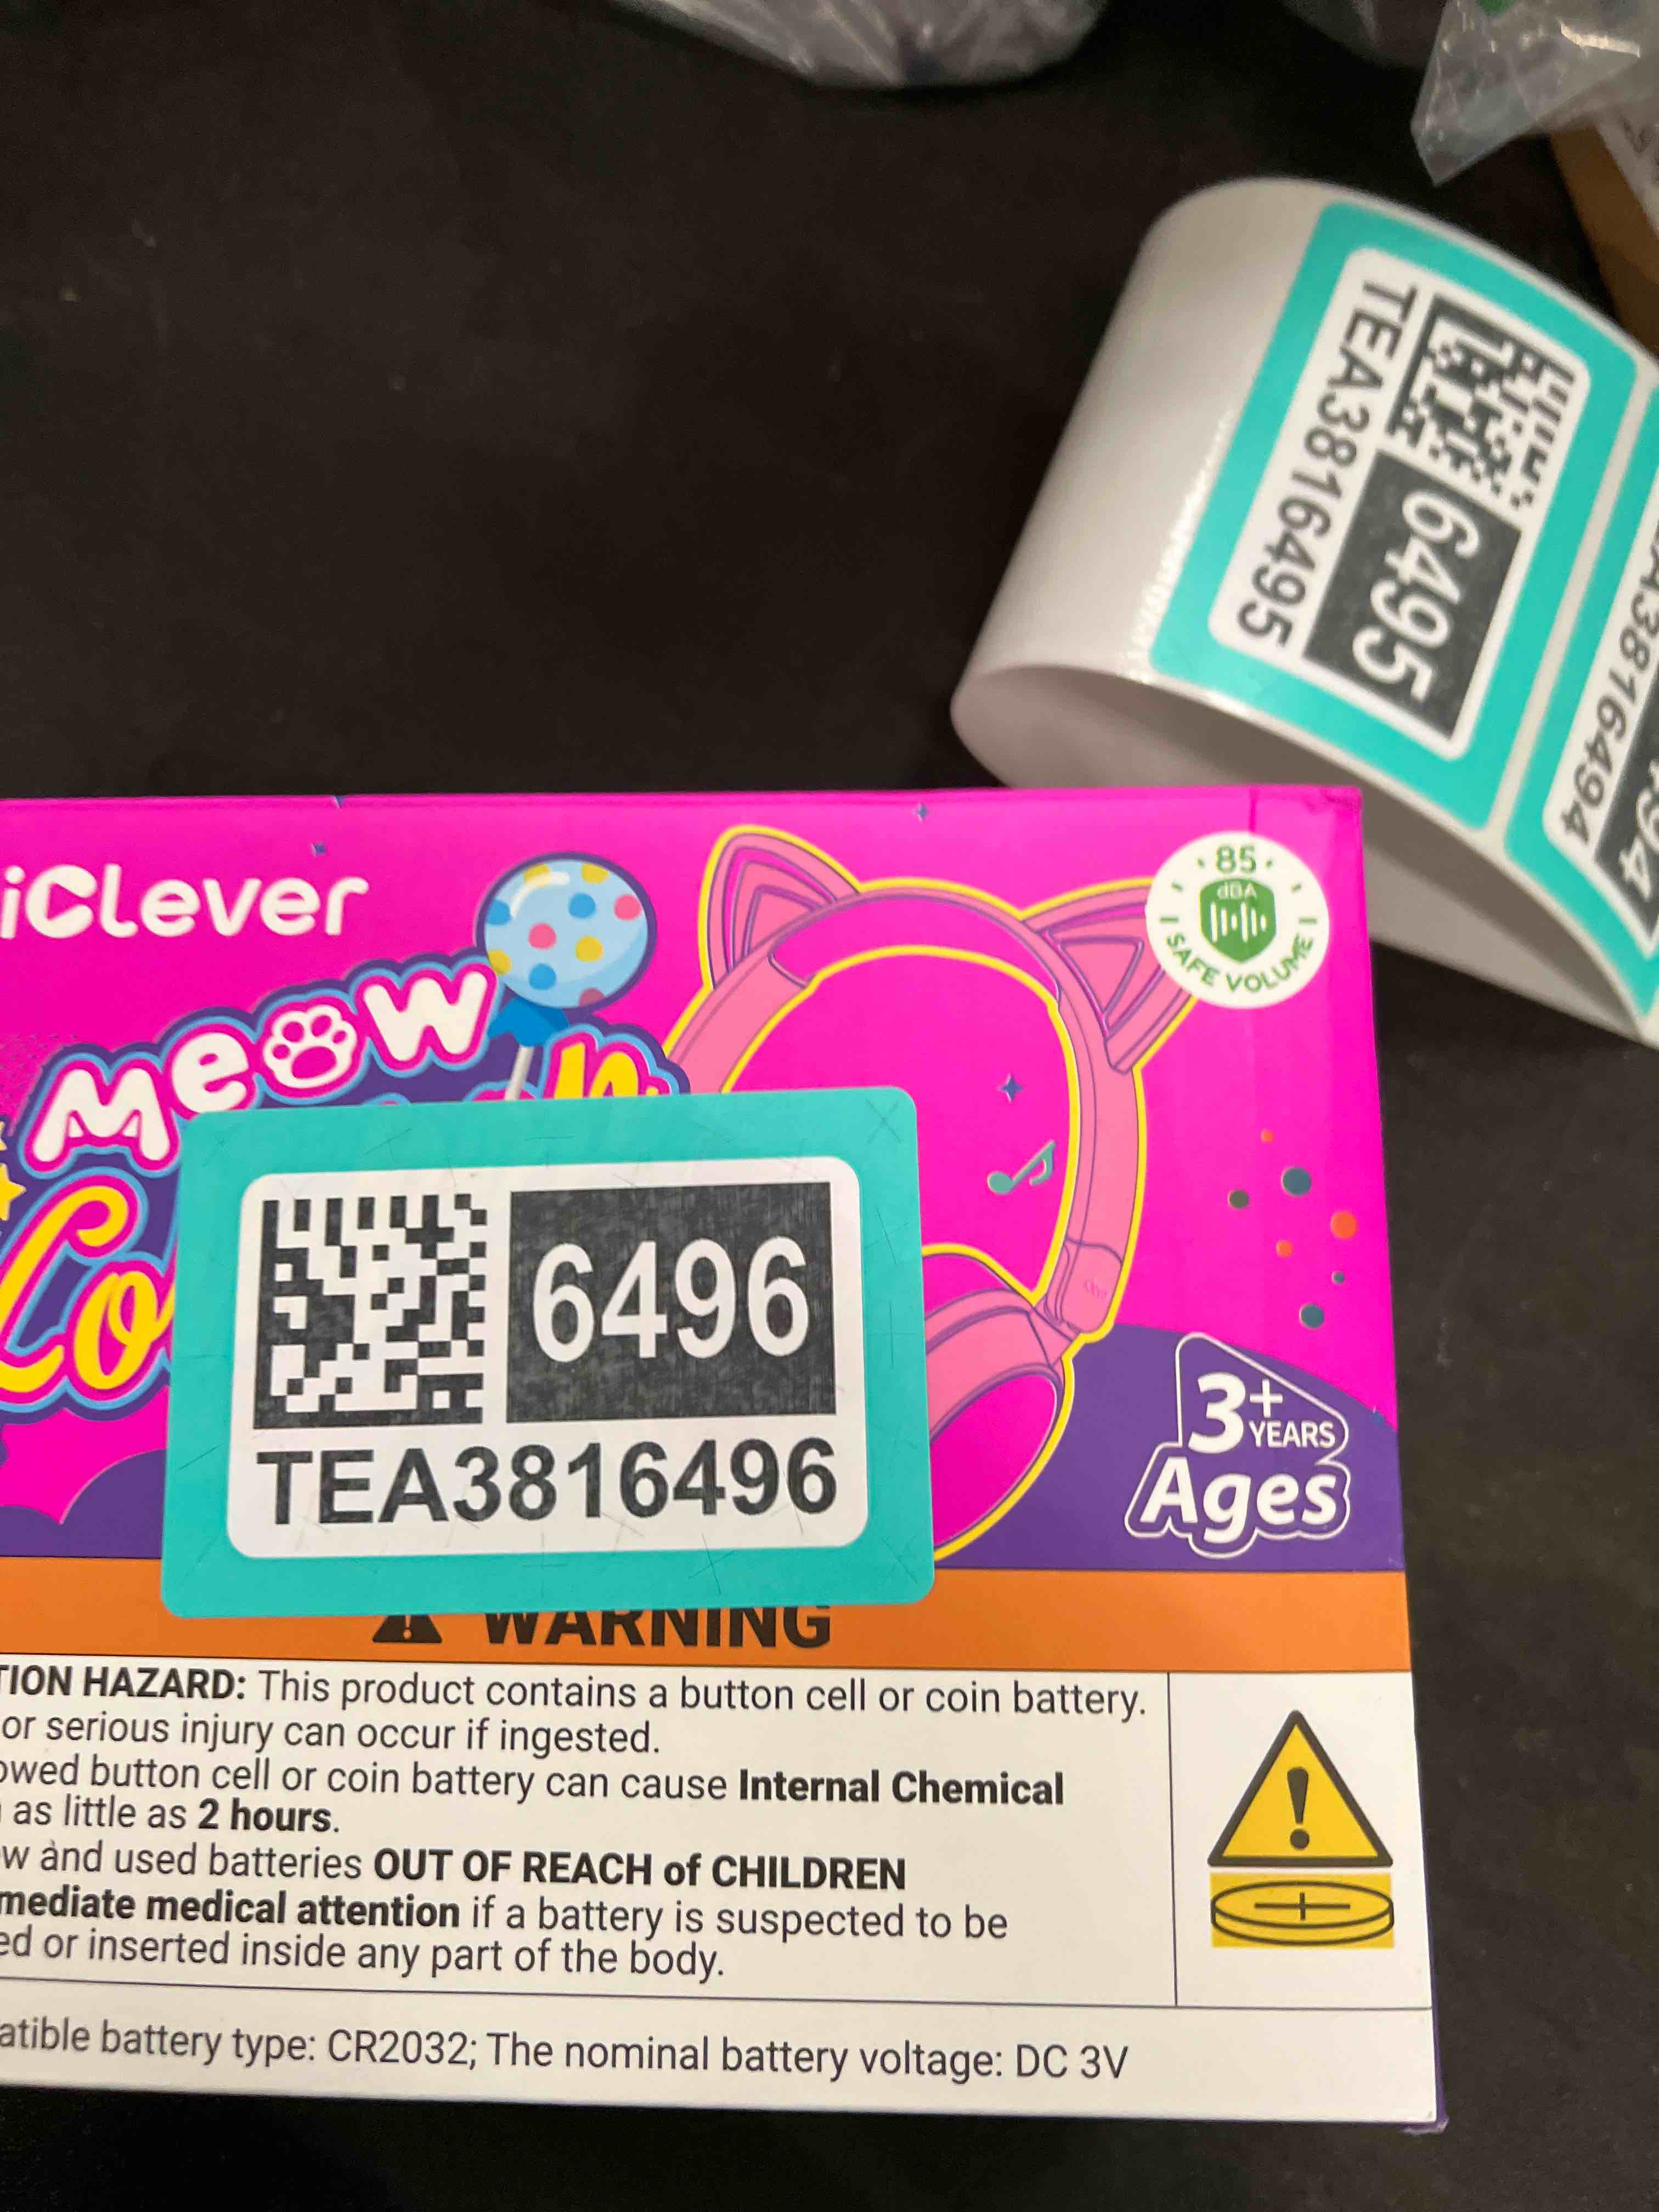 TEA3816495
6495
A3816494
494
iClever
85
dBA
SAFE VOLUME
Meow
Lo
6496
TEA3816496
3+
YEARS
Ages
WARNING
TION HAZARD: This product contains a button cell or coin battery.
or serious injury can occur if ingested.
owed button cell or coin battery can cause Internal Chemical
as little as 2 hours.
w and used batteries OUT OF REACH of CHILDREN
mediate medical attention if a battery is suspected to be
ed or inserted inside any part of the body.
atible battery type: CR2032; The nominal battery voltage: DC 3V